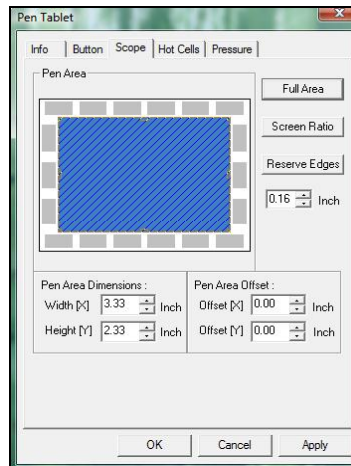 Pen Tablet
Info Button Scope Hot Cells Pressure
Pen Area
Full Area
Screen Ratio
Reserve Edges
0.16 Inch
Pen Area Dimensions :
Width [X] 3.33 Inch
Height [Y] 2.33 Inch
Pen Area Offset :
Offset [X] 0.00 Inch
Offset [Y] 0.00 Inch
OK Cancel Apply